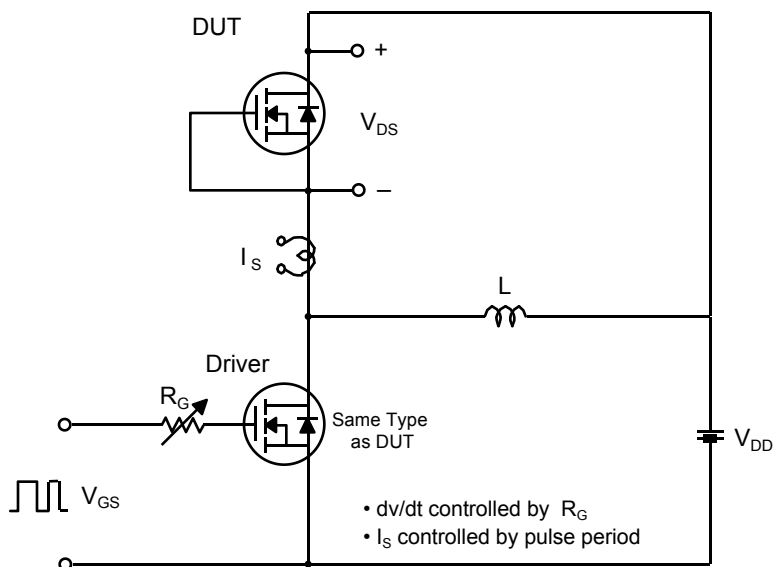 DUT
+
V_DS
–
I_S
L
Driver
R_G
Same Type
as DUT
V_DD
V_GS
• dv/dt controlled by R_G
• I_S controlled by pulse period